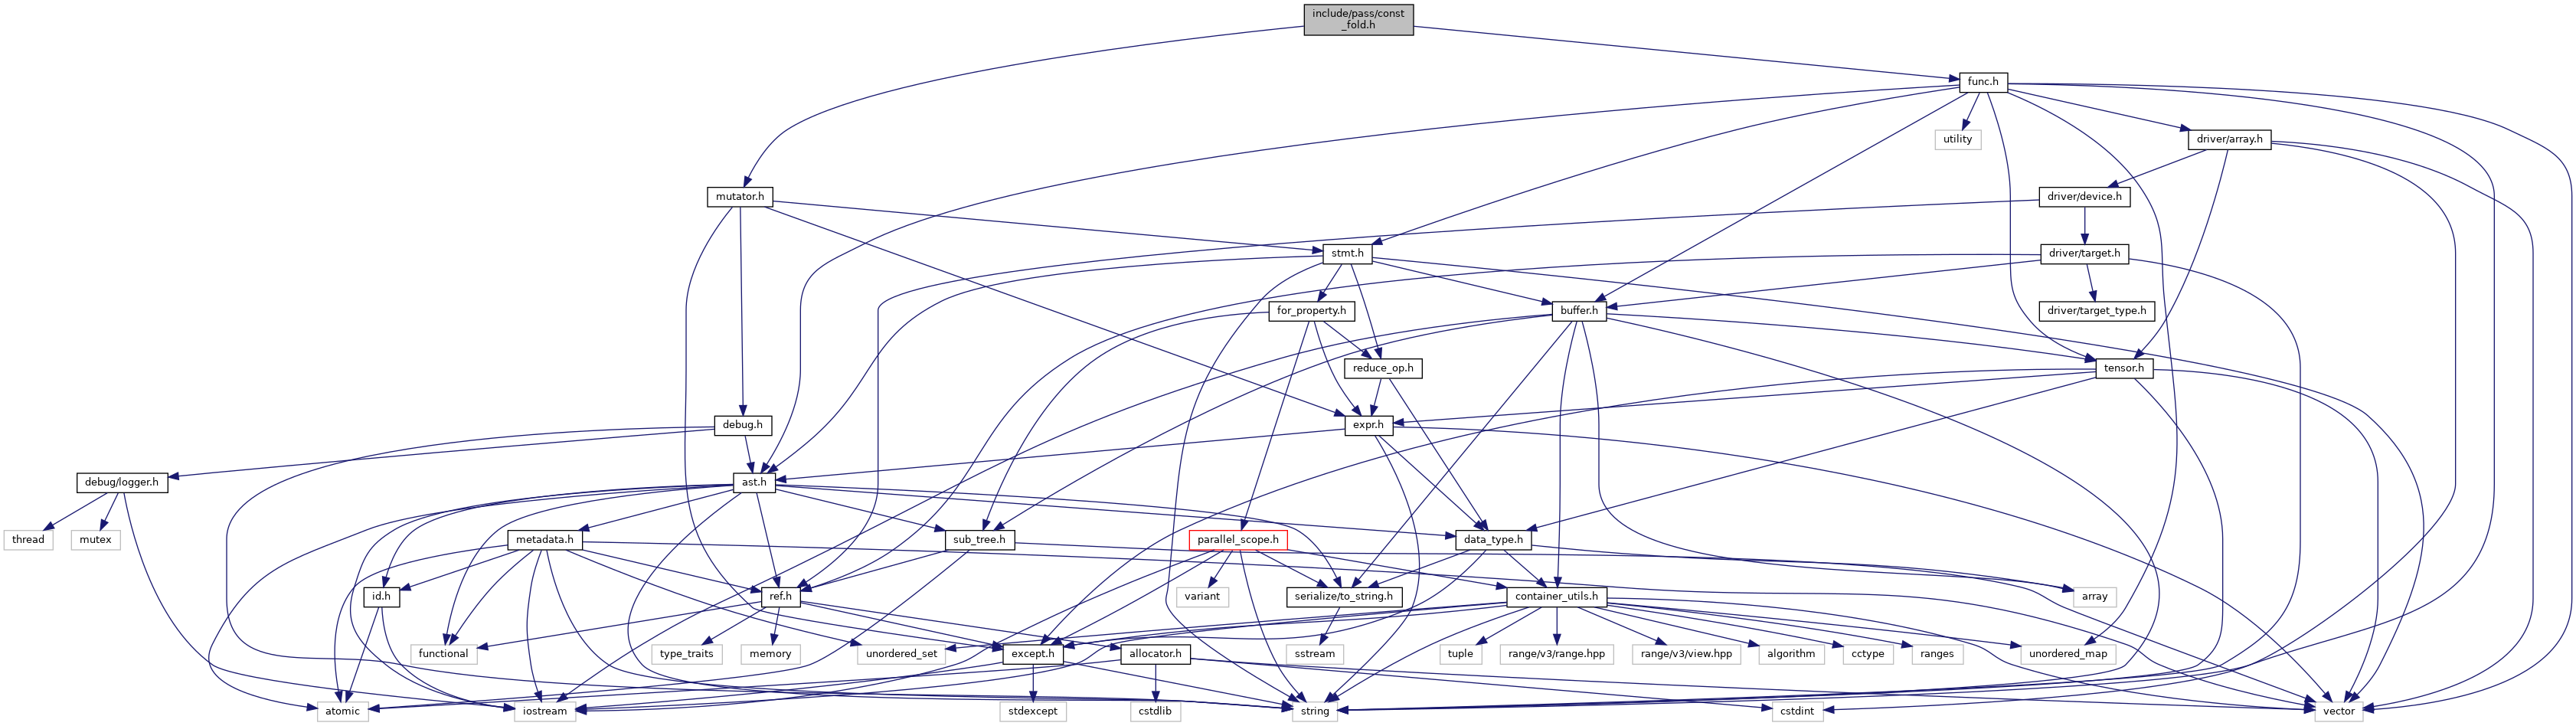 include/pass/const
_fold.h
func.h
utility
driver/array.h
mutator.h
driver/device.h
stmt.h
driver/target.h
for_property.h
buffer.h
driver/target_type.h
reduce_op.h
tensor.h
debug.h
expr.h
debug/logger.h
ast.h
thread
mutex
metadata.h
sub_tree.h
parallel_scope.h
data_type.h
id.h
ref.h
variant
serialize/to_string.h
container_utils.h
array
functional
type_traits
memory
unordered_set
except.h
allocator.h
sstream
tuple
range/v3/range.hpp
range/v3/view.hpp
algorithm
cctype
ranges
unordered_map
atomic
iostream
stdexcept
cstdlib
string
cstdint
vector